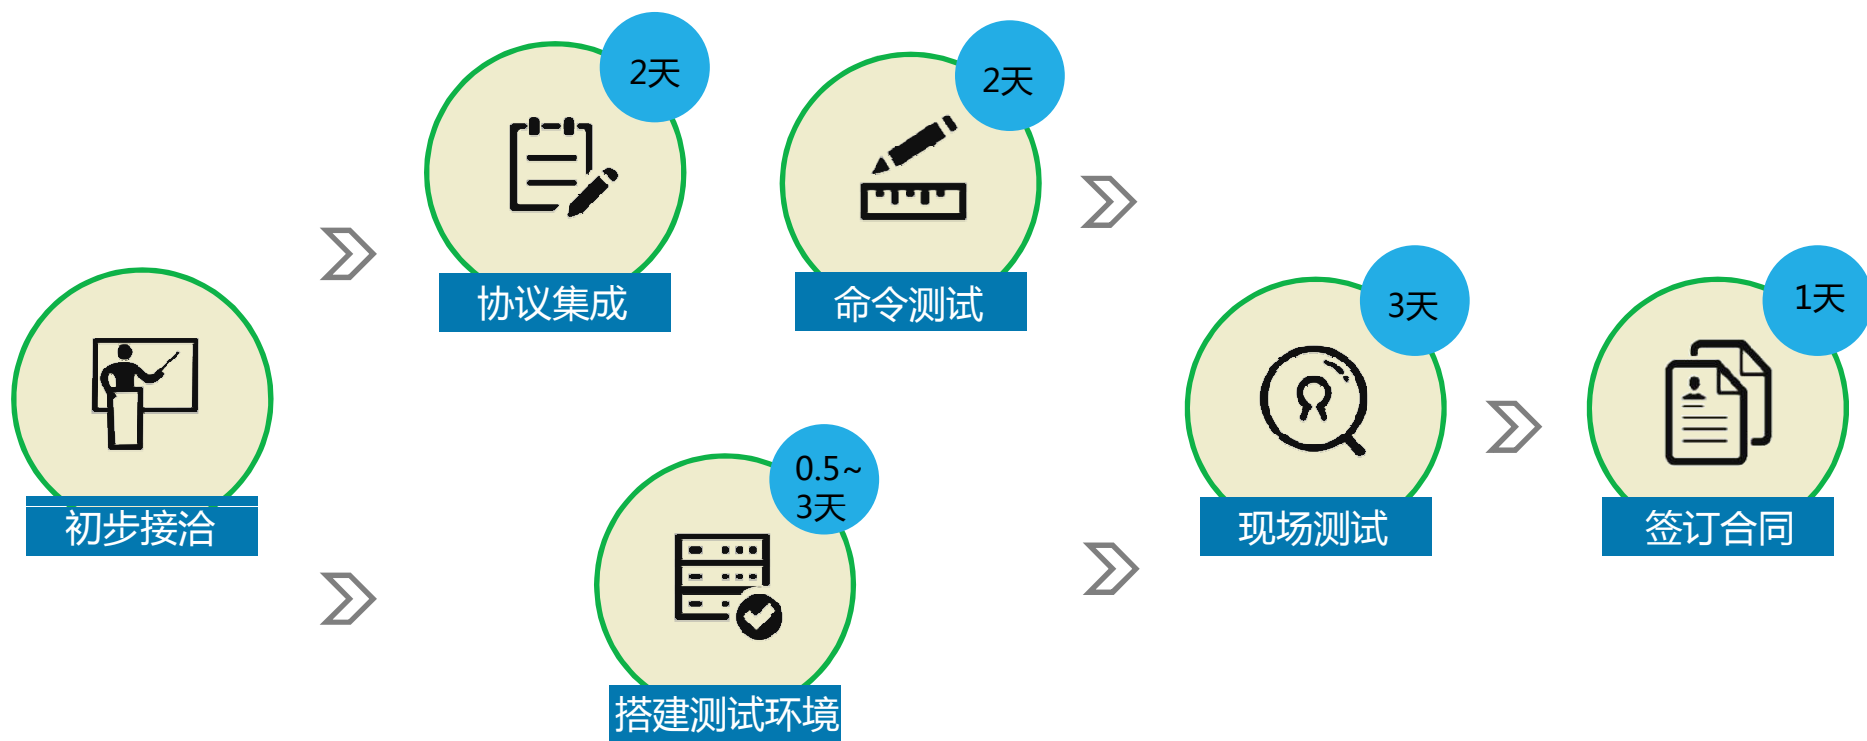 初步接洽
2天
协议集成
2天
命令测试
0.5~
3天
搭建测试环境
3天
现场测试
1天
签订合同